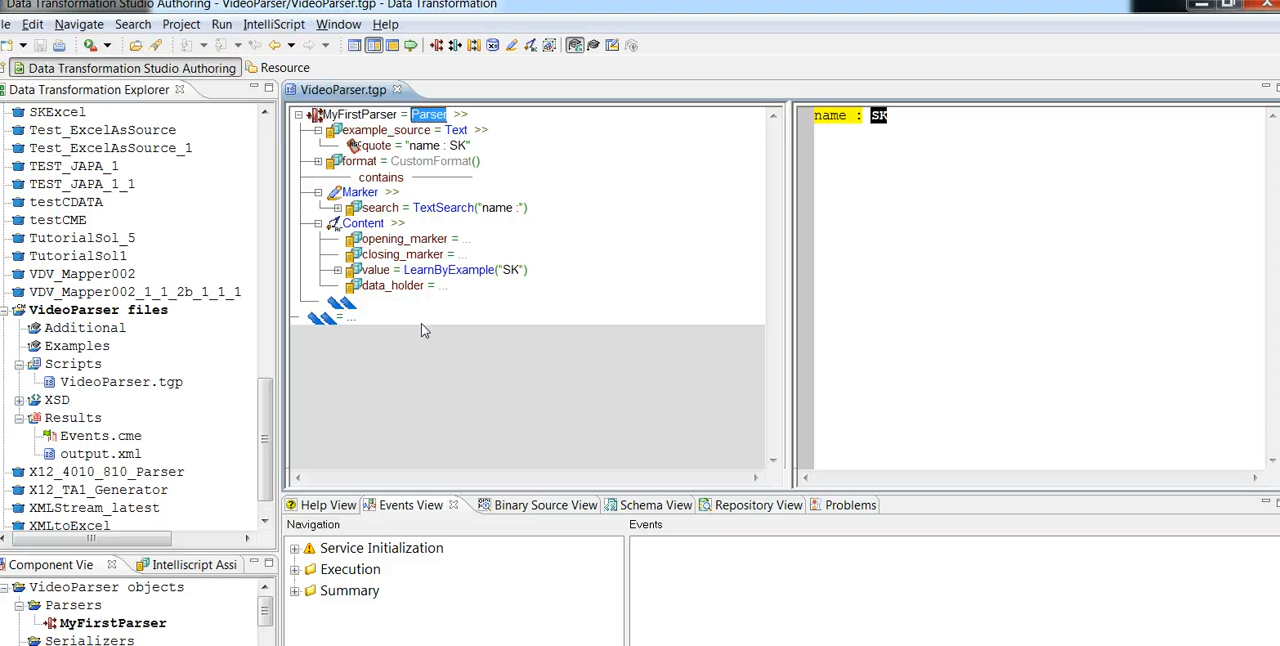 Data Transformation Studio Authoring - VideoParser/VideoParser.tgp - Data Transformation
Edit Navigate Search Project Run IntelliScript Window Help
Data Transformation Studio Authoring Resource
Data Transformation Explorer
SKExcel
Test_ExcelAsSource
Test_ExcelAsSource_1
TEST_JAPA_1
TEST_JAPA_1_1
testCDATA
testCME
TutorialSol_5
TutorialSol1
VDV_Mapper002
VDV_Mapper002_1_1_2b_1_1_1
VideoParser files
Additional
Examples
Scripts
VideoParser.tgp
XSD
Results
Events.cme
output.xml
X12_4010_810_Parser
X12_TA1_Generator
XMLStream_latest
XMLtoExcel
Component Vie Intelliscript Assi
VideoParser objects
Parsers
MyFirstParser
Serializers
VideoParser.tgp
MyFirstParser = Parser >>
example_source = Text >>
quote = "name : SK"
format = CustomFormat()
contains
Marker >>
search = TextSearch("name :")
Content >>
opening_marker = ...
closing_marker = ...
value = LearnByExample("SK")
data_holder = ...
= ...
name : SK
Help View Events View Binary Source View Schema View Repository View Problems
Navigation
Events
Service Initialization
Execution
Summary